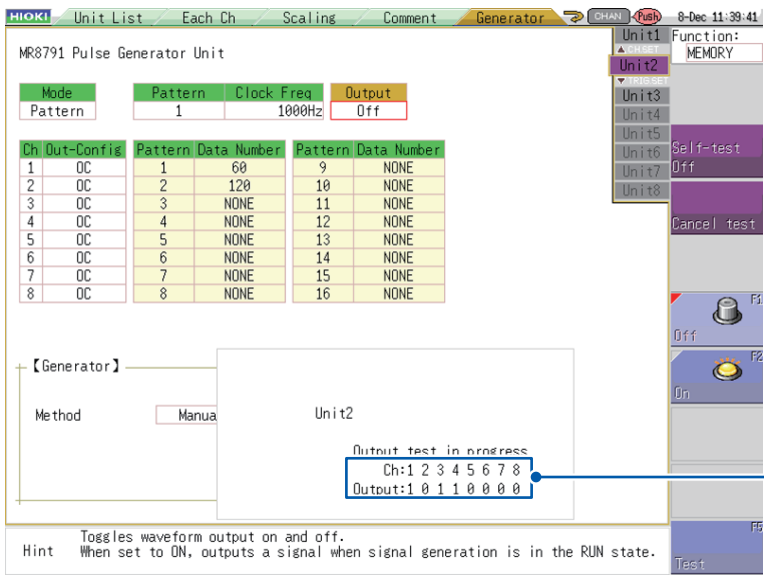 HIOKI Unit List Each Ch Scaling Comment Generator CHAN Push 8-Dec 11:39:41
MR8791 Pulse Generator Unit
Mode Pattern Clock Freq Output
Pattern 1 1000Hz Off
Ch Out-Config Pattern Data Number Pattern Data Number
1 OC 1 60 9 NONE
2 OC 2 120 10 NONE
3 OC 3 NONE 11 NONE
4 OC 4 NONE 12 NONE
5 OC 5 NONE 13 NONE
6 OC 6 NONE 14 NONE
7 OC 7 NONE 15 NONE
8 OC 8 NONE 16 NONE
【Generator】
Method Manua
Unit2
Output test in progress
Ch:1 2 3 4 5 6 7 8
Output:1 0 1 1 0 0 0 0
Hint Toggles waveform output on and off.
When set to ON, outputs a signal when signal generation is in the RUN state.
Unit1
▲ CH SET
Unit2
▼ TRIG SET
Unit3
Unit4
Unit5
Unit6
Unit7
Unit8
Function:
MEMORY
Self-test
Off
Cancel test
F1
Off
F2
On
F5
Test